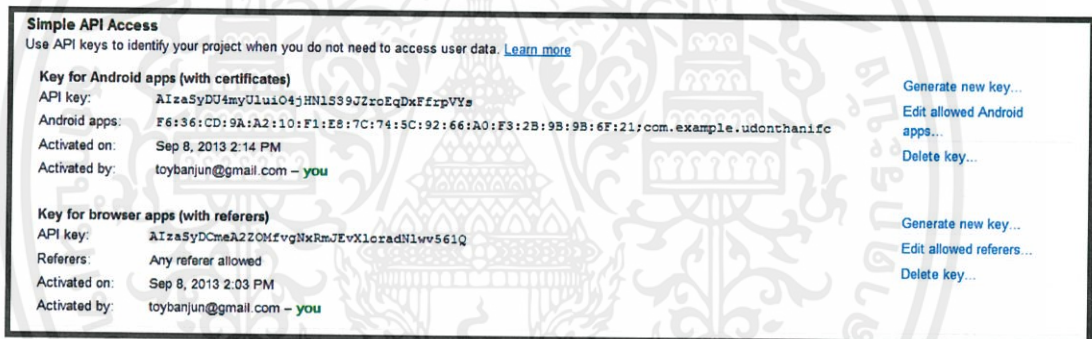 Simple API Access
Use API keys to identify your project when you do not need to access user data. Learn more
Key for Android apps (with certificates)
API key: AIzaSyDU4myUluiO4jHNlS39JZroEqDxFfrpVYs
Android apps: F6:36:CD:9A:A2:10:F1:E8:7C:74:5C:92:66:A0:F3:2B:9B:9B:6F:21;com.example.udonthanifc
Activated on: Sep 8, 2013 2:14 PM
Activated by: toybanjun@gmail.com – you
Generate new key...
Edit allowed Android
apps...
Delete key...
Key for browser apps (with referers)
API key: AIzaSyDCmeA2ZOMfvgNxRmJEvXloradNlwv561Q
Referers: Any referer allowed
Activated on: Sep 8, 2013 2:03 PM
Activated by: toybanjun@gmail.com – you
Generate new key...
Edit allowed referers...
Delete key...